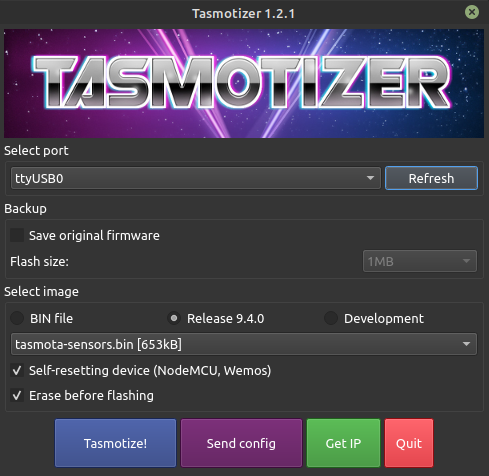 Tasmotizer 1.2.1
TASMOTIZER
Select port
ttyUSB0 Refresh
Backup
Save original firmware
Flash size: 1MB
Select image
BIN file Release 9.4.0 Development
tasmota-sensors.bin [653kB]
Self-resetting device (NodeMCU, Wemos)
Erase before flashing
Tasmotize! Send config Get IP Quit